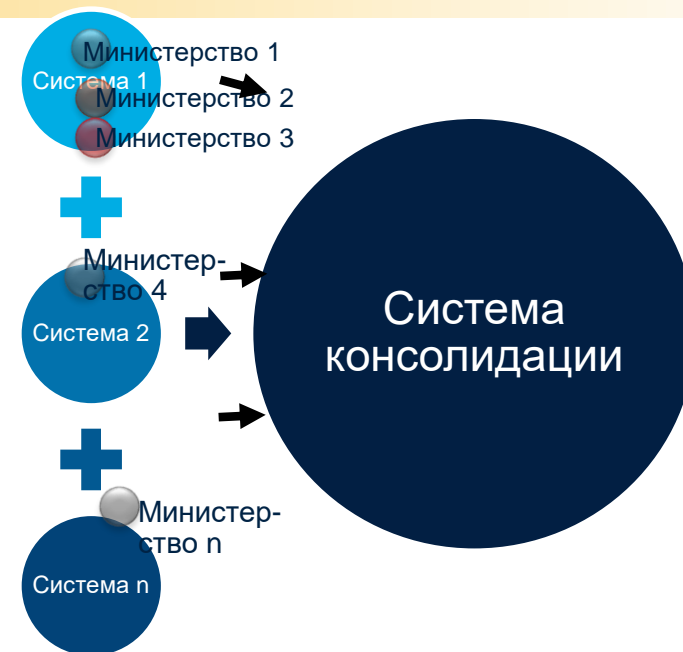 Министерство 1
Система 1
Министерство 2
Министерство 3
Министер-
ство 4
Система 2
Система
консолидации
Министер-
ство n
Система n